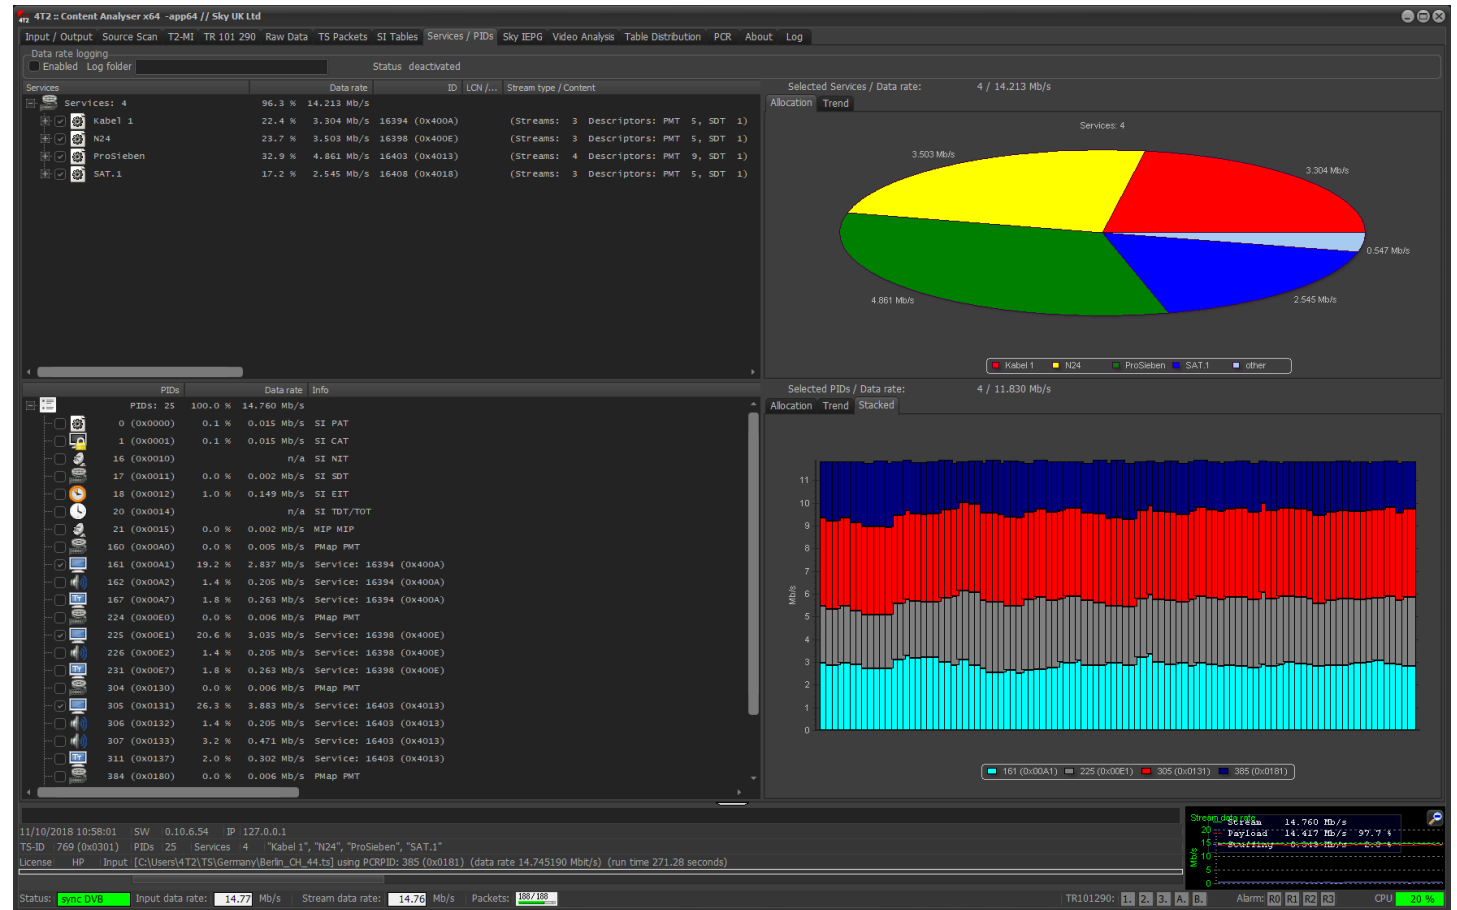 4T2 :: Content Analyser x64 -app64 // Sky UK Ltd
Input / Output Source Scan T2-MI TR 101 290 Raw Data TS Packets SI Tables Services / PIDs Sky IEPG Video Analysis Table Distribution PCR About Log
Data rate logging
Enabled Log folder Status deactivated
Services Data rate ID LCN /... Stream type / Content
Services: 4 96.3 % 14.213 Mb/s
Kabel 1 22.4 % 3.304 Mb/s 16394 (0x400A) (Streams: 3 Descriptors: PMT 5, SDT 1)
N24 23.7 % 3.503 Mb/s 16398 (0x400E) (Streams: 3 Descriptors: PMT 5, SDT 1)
ProSieben 32.9 % 4.861 Mb/s 16403 (0x4013) (Streams: 4 Descriptors: PMT 9, SDT 1)
SAT.1 17.2 % 2.545 Mb/s 16408 (0x4018) (Streams: 3 Descriptors: PMT 5, SDT 1)
Selected Services / Data rate: 4 / 14.213 Mb/s
Allocation Trend
Services: 4
3.503 Mb/s
3.304 Mb/s
0.547 Mb/s
4.861 Mb/s
2.545 Mb/s
Kabel 1 N24 ProSieben SAT.1 other
PIDs Data rate Info
PIDs: 25 100.0 % 14.760 Mb/s
0 (0x0000) 0.1 % 0.015 Mb/s SI PAT
1 (0x0001) 0.1 % 0.015 Mb/s SI CAT
16 (0x0010) n/a SI NIT
17 (0x0011) 0.0 % 0.002 Mb/s SI SDT
18 (0x0012) 1.0 % 0.149 Mb/s SI EIT
20 (0x0014) n/a SI TDT/TOT
21 (0x0015) 0.0 % 0.002 Mb/s MIP MIP
160 (0x00A0) 0.0 % 0.005 Mb/s PMap PMT
161 (0x00A1) 19.2 % 2.837 Mb/s Service: 16394 (0x400A)
162 (0x00A2) 1.4 % 0.205 Mb/s Service: 16394 (0x400A)
167 (0x00A7) 1.8 % 0.263 Mb/s Service: 16394 (0x400A)
224 (0x00E0) 0.0 % 0.006 Mb/s PMap PMT
225 (0x00E1) 20.6 % 3.035 Mb/s Service: 16398 (0x400E)
226 (0x00E2) 1.4 % 0.205 Mb/s Service: 16398 (0x400E)
231 (0x00E7) 1.8 % 0.263 Mb/s Service: 16398 (0x400E)
304 (0x0130) 0.0 % 0.006 Mb/s PMap PMT
305 (0x0131) 26.3 % 3.883 Mb/s Service: 16403 (0x4013)
306 (0x0132) 1.4 % 0.205 Mb/s Service: 16403 (0x4013)
307 (0x0133) 3.2 % 0.471 Mb/s Service: 16403 (0x4013)
311 (0x0137) 2.0 % 0.302 Mb/s Service: 16403 (0x4013)
384 (0x0180) 0.0 % 0.006 Mb/s PMap PMT
Selected PIDs / Data rate: 4 / 11.830 Mb/s
Allocation Trend Stacked
11
10
9
8
7
6
5
4
3
2
1
0
Mb/s
161 (0x00A1) 225 (0x00E1) 305 (0x0131) 385 (0x0181)
11/10/2018 10:58:01 SW 0.10.6.54 IP 127.0.0.1
TS-ID 769 (0x0301) PIDs 25 Services 4 "Kabel 1", "N24", "ProSieben", "SAT.1"
License HP Input [C:\Users\4T2\TS\Germany\Berlin_CH_44.ts] using PCRPID: 385 (0x0181) (data rate 14.745190 Mbit/s) (run time 271.28 seconds)
Stream data rate
Stream 14.760 Mb/s
Payload 14.417 Mb/s 97.7 %
Stuffing 0.343 Mb/s 2.3 %
20
15
10
5
0
Mb/s
Status: sync DVB Input data rate: 14.77 Mb/s Stream data rate: 14.76 Mb/s Packets: 188/188 TR101290: 1. 2. 3. A. B. Alarm: R0 R1 R2 R3 CPU 20 %